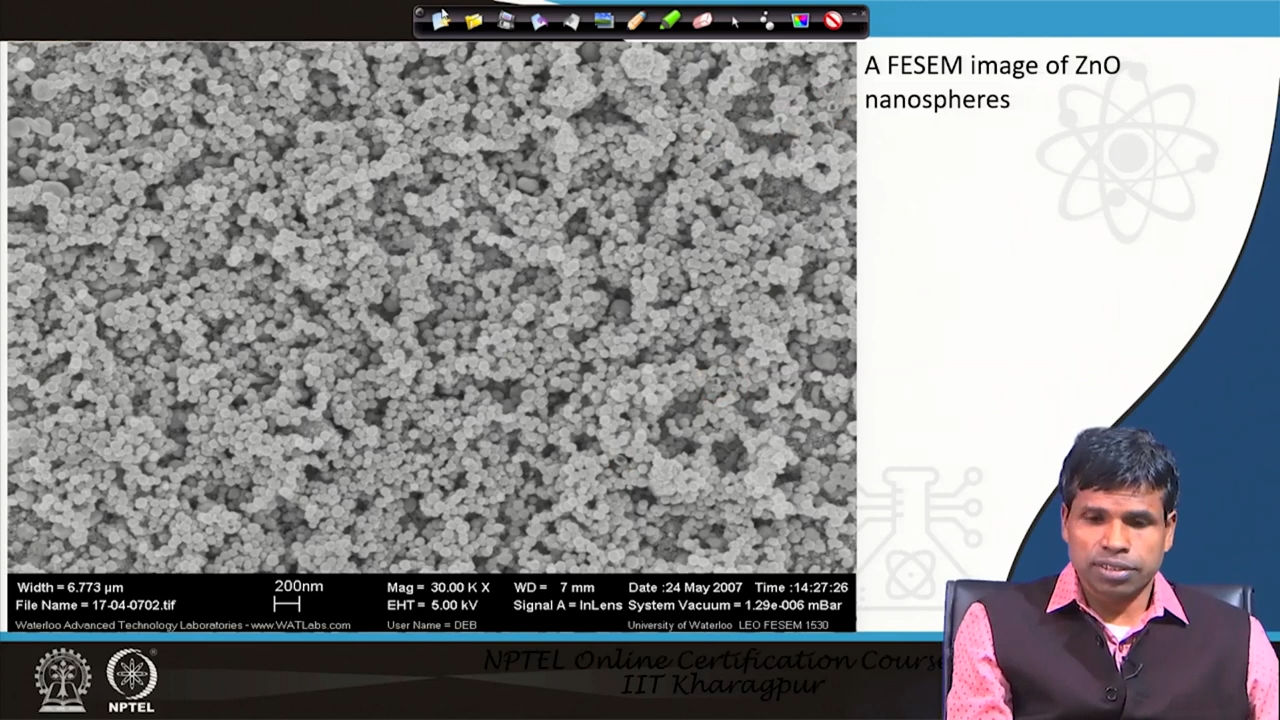 A FESEM image of ZnO
nanospheres
Width = 6.773 µm
200nm
Mag = 30.00 K X
WD = 7 mm
Date :24 May 2007 Time :14:27:26
File Name = 17-04-0702.tif
EHT = 5.00 kV
Signal A = InLens
System Vacuum = 1.29e-006 mBar
Waterloo Advanced Technology Laboratories - www.WATLabs.com
User Name = DEB
University of Waterloo LEO FESEM 1530
NPTEL Online Certification Course
IIT Kharagpur
NPTEL